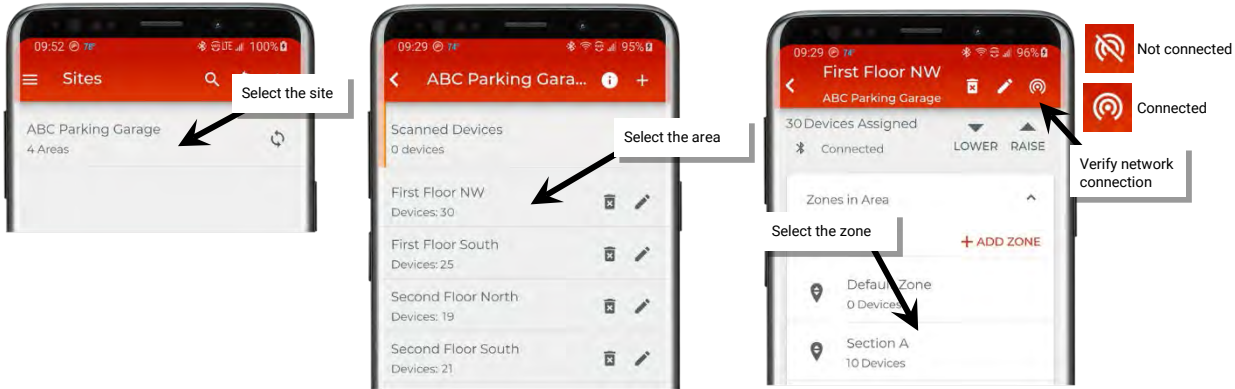 09:52 78° LTE 100%
Sites
Select the site
ABC Parking Garage
4 Areas
09:29 74° 95%
ABC Parking Gara...
Scanned Devices
0 devices
Select the area
First Floor NW
Devices: 30
First Floor South
Devices: 25
Second Floor North
Devices: 19
Second Floor South
Devices: 21
09:29 74° 96%
First Floor NW
ABC Parking Garage
30 Devices Assigned
Connected
LOWER RAISE
Zones in Area
Select the zone
+ ADD ZONE
Default Zone
0 Devices
Section A
10 Devices
Not connected
Connected
Verify network
connection